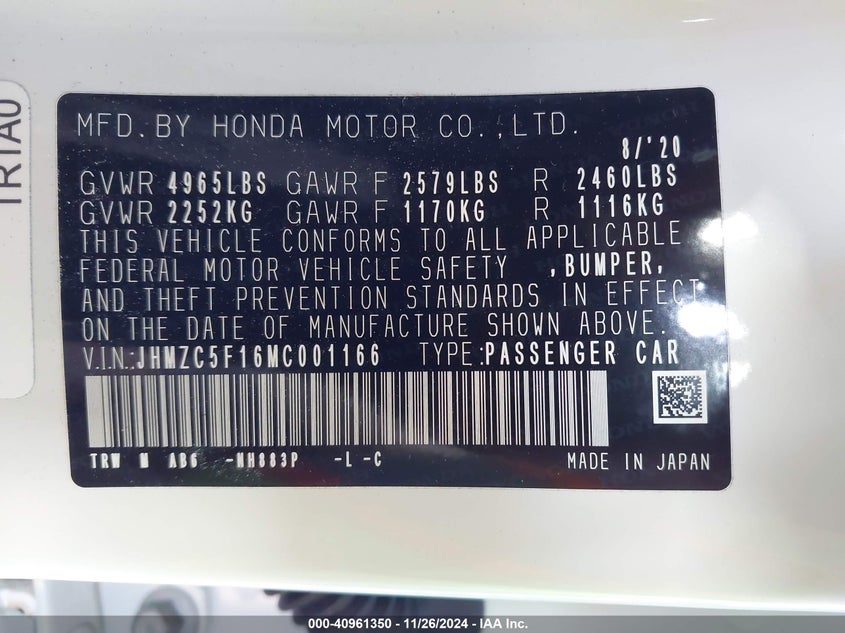 TRTA0
MFD. BY HONDA MOTOR CO.,LTD.
8/'20
GVWR 4965LBS GAWR F 2579LBS R 2460LBS
GVWR 2252KG GAWR F 1170KG R 1116KG
THIS VEHICLE CONFORMS TO ALL APPLICABLE
FEDERAL MOTOR VEHICLE SAFETY ,BUMPER,
AND THEFT PREVENTION STANDARDS IN EFFECT
ON THE DATE OF MANUFACTURE SHOWN ABOVE.
V.I.N.:JHMZC5F16MC001166 TYPE:PASSENGER CAR
TRW M AB6 -NH883P -L -C
MADE IN JAPAN
000-40961350 — 11/26/2024 — IAA Inc.